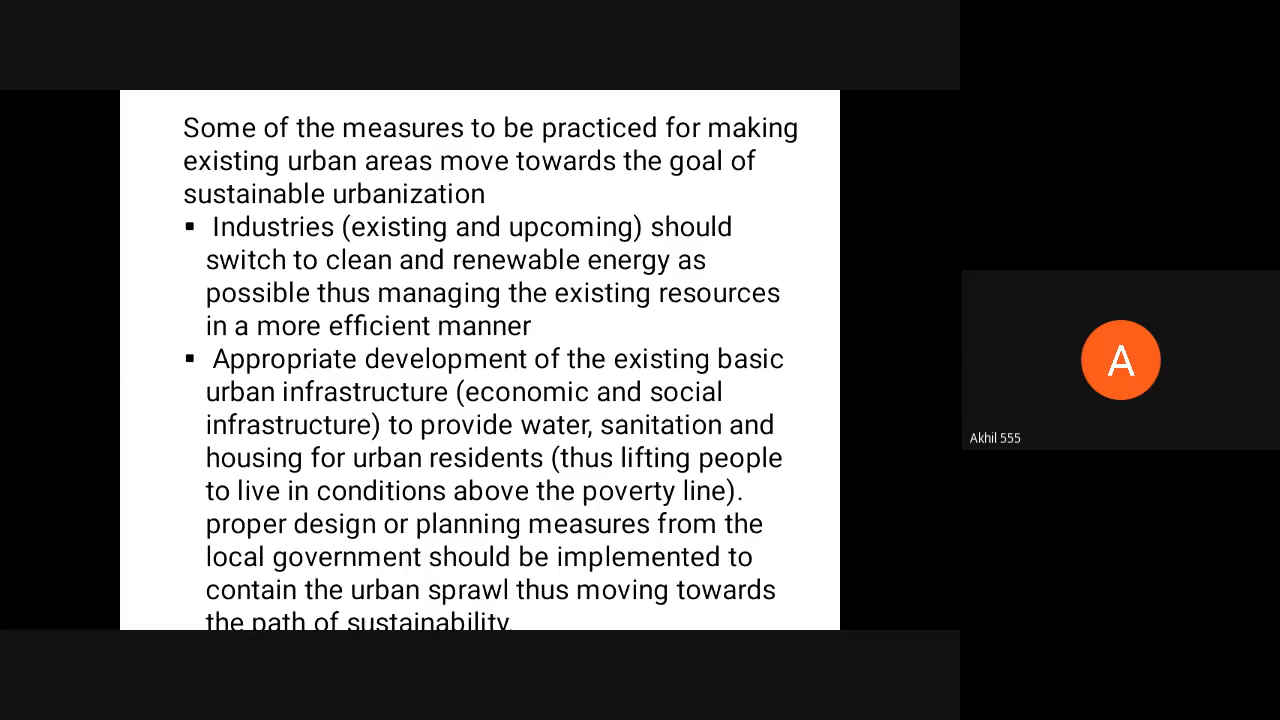 Some of the measures to be practiced for making
existing urban areas move towards the goal of
sustainable urbanization
▪ Industries (existing and upcoming) should
switch to clean and renewable energy as
possible thus managing the existing resources
in a more efficient manner
▪ Appropriate development of the existing basic
urban infrastructure (economic and social
infrastructure) to provide water, sanitation and
housing for urban residents (thus lifting people
to live in conditions above the poverty line).
proper design or planning measures from the
local government should be implemented to
contain the urban sprawl thus moving towards
the path of sustainability.
A
Akhil 555